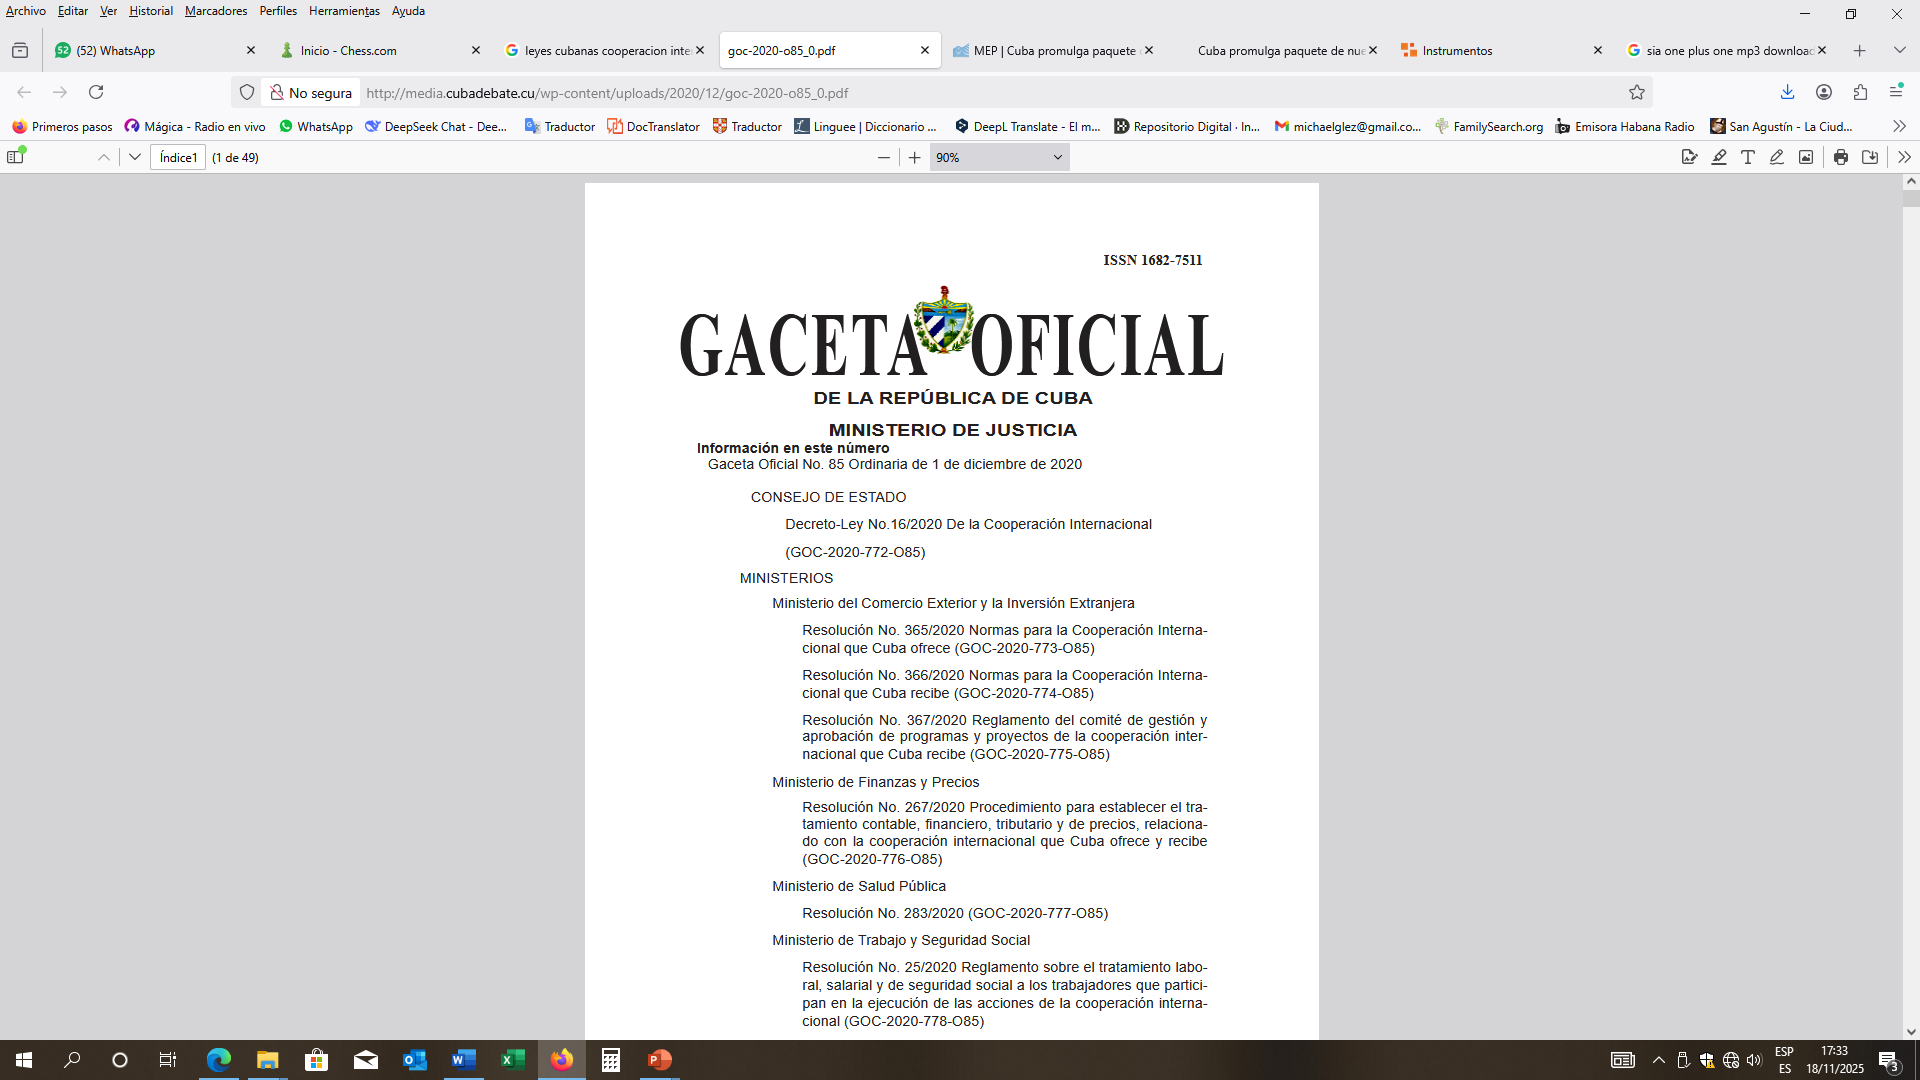 Archivo Editar Ver Historial Marcadores Perfiles Herramientas Ayuda
52 (52) WhatsApp
Inicio - Chess.com
leyes cubanas cooperacion inte
goc-2020-o85_0.pdf
MEP | Cuba promulga paquete
Cuba promulga paquete de nue
Instrumentos
sia one plus one mp3 download
No segura http://media.cubadebate.cu/wp-content/uploads/2020/12/goc-2020-o85_0.pdf
Primeros pasos Mágica - Radio en vivo WhatsApp DeepSeek Chat - Dee... Traductor DocTranslator Traductor Linguee | Diccionario ... DeepL Translate - El m... Repositorio Digital · In... michaelglez@gmail.co... FamilySearch.org Emisora Habana Radio San Agustín - La Ciud...
Índice1 (1 de 49) 90%
ISSN 1682-7511
GACETA OFICIAL
DE LA REPÚBLICA DE CUBA
MINISTERIO DE JUSTICIA
Información en este número
Gaceta Oficial No. 85 Ordinaria de 1 de diciembre de 2020
CONSEJO DE ESTADO
Decreto-Ley No.16/2020 De la Cooperación Internacional
(GOC-2020-772-O85)
MINISTERIOS
Ministerio del Comercio Exterior y la Inversión Extranjera
Resolución No. 365/2020 Normas para la Cooperación Interna-
cional que Cuba ofrece (GOC-2020-773-O85)
Resolución No. 366/2020 Normas para la Cooperación Interna-
cional que Cuba recibe (GOC-2020-774-O85)
Resolución No. 367/2020 Reglamento del comité de gestión y
aprobación de programas y proyectos de la cooperación inter-
nacional que Cuba recibe (GOC-2020-775-O85)
Ministerio de Finanzas y Precios
Resolución No. 267/2020 Procedimiento para establecer el tra-
tamiento contable, financiero, tributario y de precios, relaciona-
do con la cooperación internacional que Cuba ofrece y recibe
(GOC-2020-776-O85)
Ministerio de Salud Pública
Resolución No. 283/2020 (GOC-2020-777-O85)
Ministerio de Trabajo y Seguridad Social
Resolución No. 25/2020 Reglamento sobre el tratamiento labo-
ral, salarial y de seguridad social a los trabajadores que partici-
pan en la ejecución de las acciones de la cooperación interna-
cional (GOC-2020-778-O85)
ESP
ES
17:33
18/11/2025
3